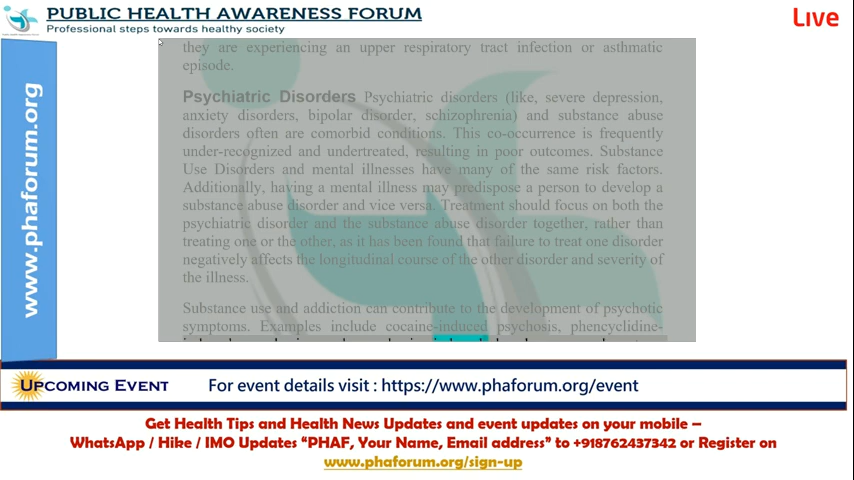 PUBLIC HEALTH AWARENESS FORUM
Professional steps towards healthy society
Live
www.phaforum.org
they are experiencing an upper respiratory tract infection or asthmatic
episode.
Psychiatric Disorders Psychiatric disorders (like, severe depression,
anxiety disorders, bipolar disorder, schizophrenia) and substance abuse
disorders often are comorbid conditions. This co-occurrence is frequently
under-recognized and undertreated, resulting in poor outcomes. Substance
Use Disorders and mental illnesses have many of the same risk factors.
Additionally, having a mental illness may predispose a person to develop a
substance abuse disorder and vice versa. Treatment should focus on both the
psychiatric disorder and the substance abuse disorder together, rather than
treating one or the other, as it has been found that failure to treat one disorder
negatively affects the longitudinal course of the other disorder and severity of
the illness.
Substance use and addiction can contribute to the development of psychotic
symptoms. Examples include cocaine-induced psychosis, phencyclidine-
UPCOMING EVENT
For event details visit : https://www.phaforum.org/event
Get Health Tips and Health News Updates and event updates on your mobile –
WhatsApp / Hike / IMO Updates “PHAF, Your Name, Email address” to +918762437342 or Register on
www.phaforum.org/sign-up